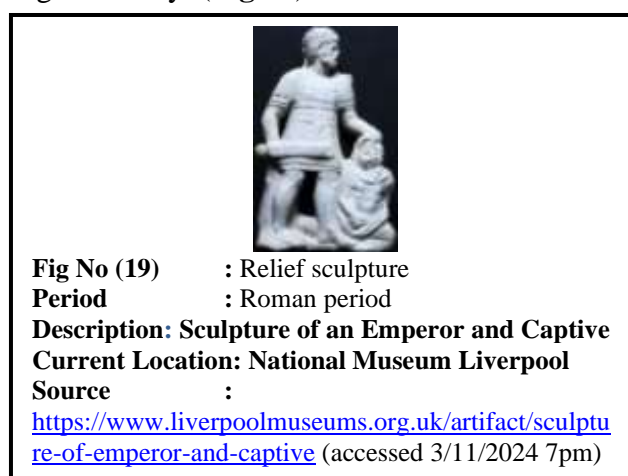 Fig No (19) : Relief sculpture
Period : Roman period
Description: Sculpture of an Emperor and Captive
Current Location: National Museum Liverpool
Source :
https://www.liverpoolmuseums.org.uk/artifact/sculptu
re-of-emperor-and-captive (accessed 3/11/2024 7pm)